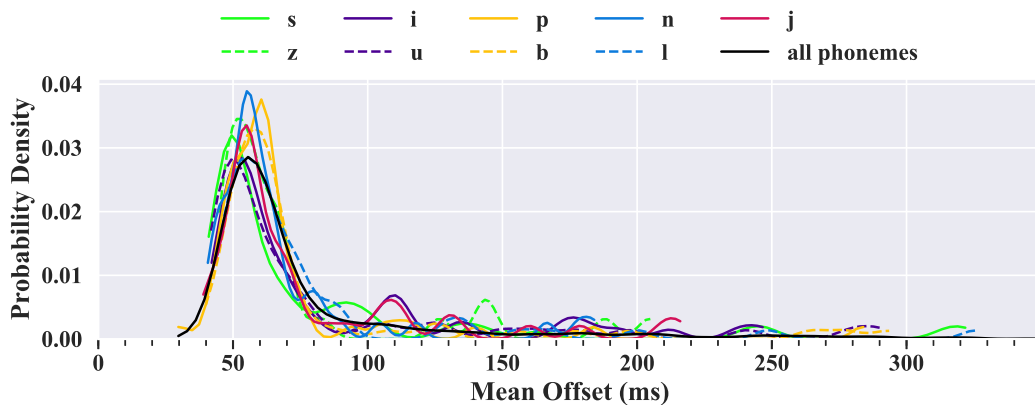 s i p n j
z u b l all phonemes
0.04
0.03
0.02
0.01
0.00
Probability Density
0 50 100 150 200 250 300
Mean Offset (ms)